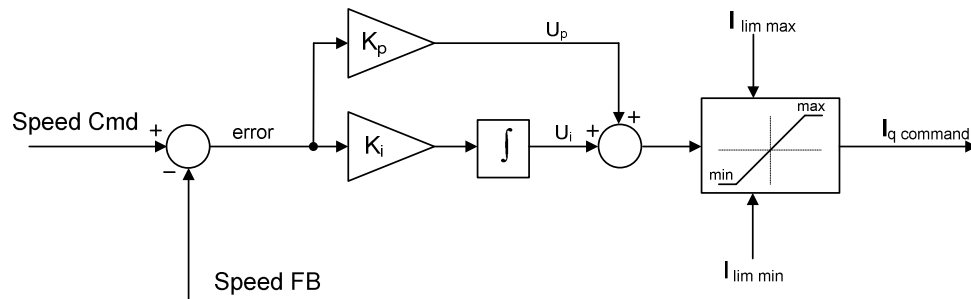 I lim max
Kp
Up
+
max
Speed Cmd
+
error
Ki
∫
Ui
+
Iq command
−
min
I lim min
Speed FB